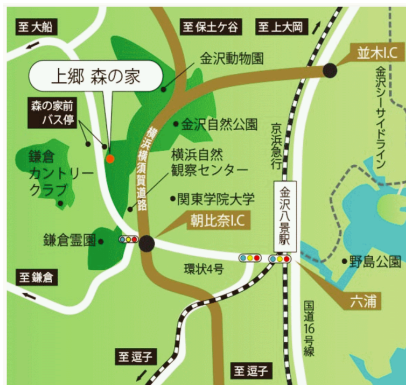 至 大船
至 保土ケ谷
至 上大岡
並木I.C
金沢動物園
上郷 森の家
金沢シーサイドライン
森の家前
バス停
金沢自然公園
京浜急行
横浜横須賀道路
鎌倉
カントリー
クラブ
横浜自然
観察センター
関東学院大学
金沢八景駅
朝比奈I.C
鎌倉霊園
野島公園
環状4号
至 鎌倉
六浦
国道16号線
至 逗子
至 逗子